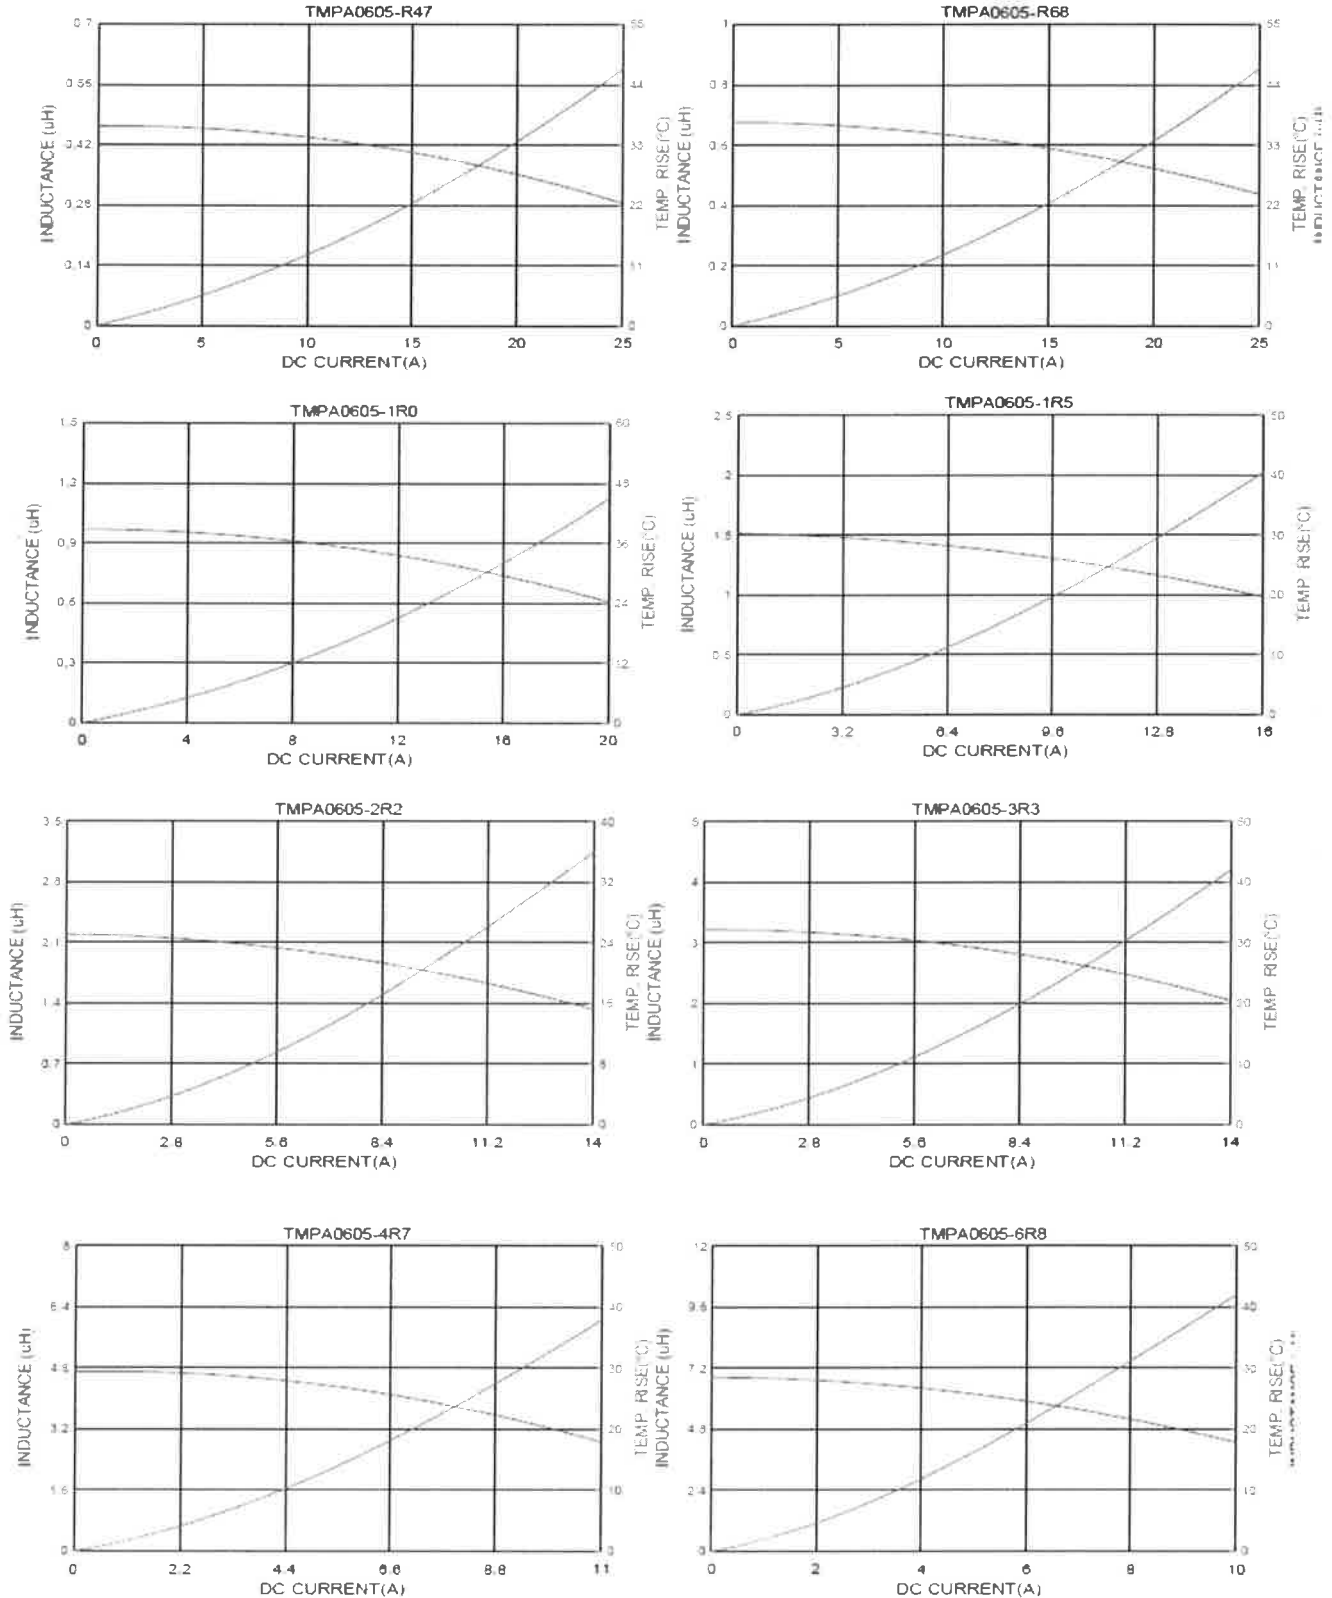 TMPA0605-R47
0.7
0.55
0.42
0.28
0.14
0
55
44
33
22
11
0
0 5 10 15 20 25
INDUCTANCE (uH)
TEMP. RISE(°C)
DC CURRENT(A)
TMPA0605-R68
1
0.8
0.6
0.4
0.2
0
55
44
33
22
11
0
0 5 10 15 20 25
INDUCTANCE (uH)
TEMP. RISE(°C)
DC CURRENT(A)
TMPA0605-1R0
1.5
1.2
0.9
0.6
0.3
0
60
48
36
24
12
0
0 4 8 12 16 20
INDUCTANCE (uH)
TEMP. RISE(°C)
DC CURRENT(A)
TMPA0605-1R5
2.5
2
1.5
1
0.5
0
50
40
30
20
10
0
0 3.2 6.4 9.6 12.8 16
INDUCTANCE (uH)
TEMP. RISE(°C)
DC CURRENT(A)
TMPA0605-2R2
3.5
2.8
2.1
1.4
0.7
0
40
32
24
16
8
0
0 2.8 5.6 8.4 11.2 14
INDUCTANCE (uH)
TEMP. RISE(°C)
DC CURRENT(A)
TMPA0605-3R3
5
4
3
2
1
0
50
40
30
20
10
0
0 2.8 5.6 8.4 11.2 14
INDUCTANCE (uH)
TEMP. RISE(°C)
DC CURRENT(A)
TMPA0605-4R7
8
6.4
4.8
3.2
1.6
0
50
40
30
20
10
0
0 2.2 4.4 6.6 8.8 11
INDUCTANCE (uH)
TEMP. RISE(°C)
DC CURRENT(A)
TMPA0605-6R8
12
9.6
7.2
4.8
2.4
0
50
40
30
20
10
0
0 2 4 6 8 10
INDUCTANCE (uH)
TEMP. RISE(°C)
DC CURRENT(A)